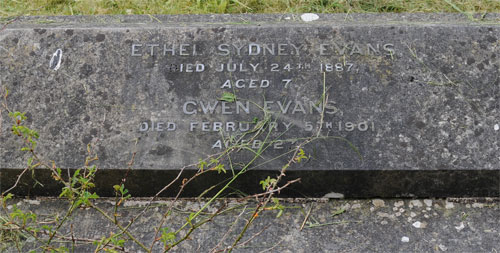 ETHEL SYDNEY EVANS
DIED JULY 24TH 1887.
AGED 7
GWEN EVANS
DIED FEBRUARY 5TH 1901
AGED